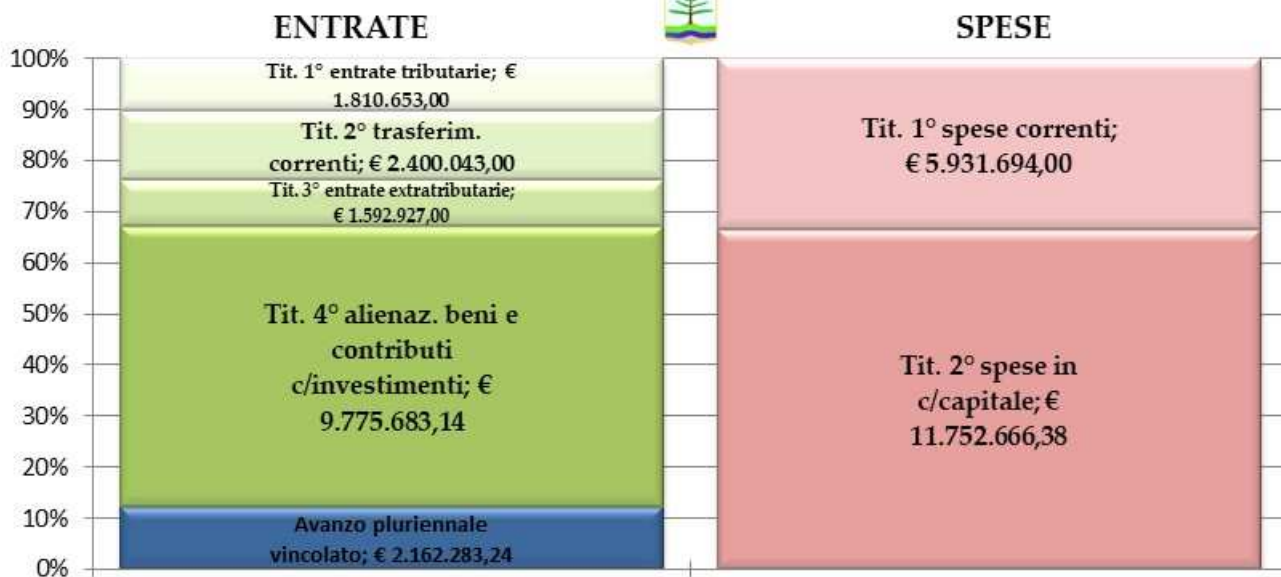 ENTRATE
SPESE
100%
90%
80%
70%
60%
50%
40%
30%
20%
10%
0%
Tit. 1° entrate tributarie; €
1.810.653,00
Tit. 2° trasferim.
correnti; € 2.400.043,00
Tit. 3° entrate extratributarie;
€ 1.592.927,00
Tit. 4° alienaz. beni e
contributi
c/investimenti; €
9.775.683,14
Avanzo pluriennale
vincolato; € 2.162.283,24
Tit. 1° spese correnti;
€ 5.931.694,00
Tit. 2° spese in
c/capitale; €
11.752.666,38